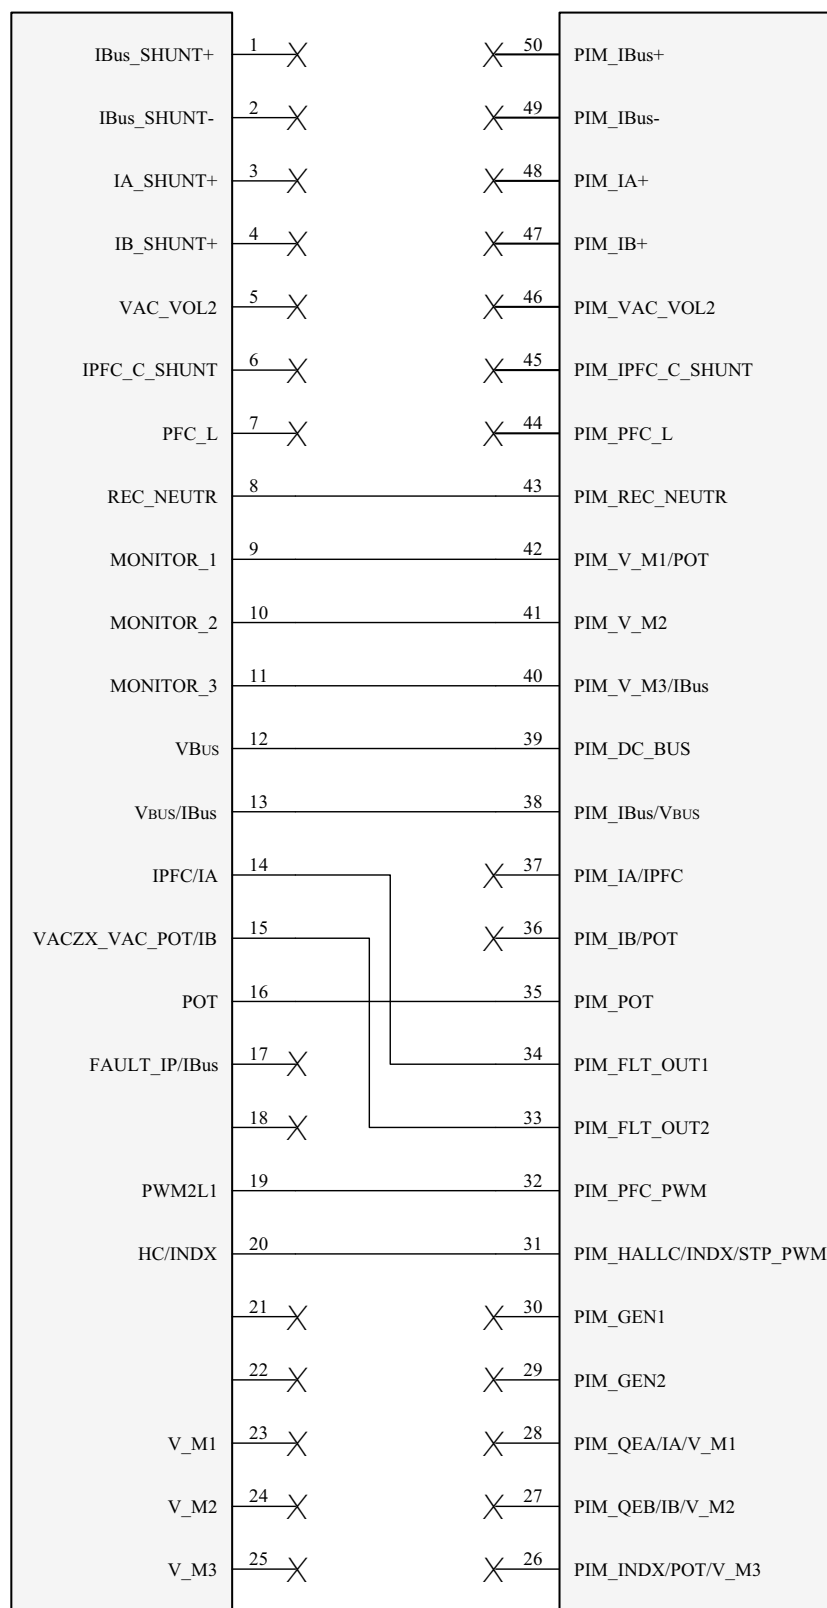 IBus_SHUNT+ 1 50 PIM_IBus+
IBus_SHUNT- 2 49 PIM_IBus-
IA_SHUNT+ 3 48 PIM_IA+
IB_SHUNT+ 4 47 PIM_IB+
VAC_VOL2 5 46 PIM_VAC_VOL2
IPFC_C_SHUNT 6 45 PIM_IPFC_C_SHUNT
PFC_L 7 44 PIM_PFC_L
REC_NEUTR 8 43 PIM_REC_NEUTR
MONITOR_1 9 42 PIM_V_M1/POT
MONITOR_2 10 41 PIM_V_M2
MONITOR_3 11 40 PIM_V_M3/IBus
VBUS 12 39 PIM_DC_BUS
VBUS/IBus 13 38 PIM_IBus/VBUS
IPFC/IA 14 37 PIM_IA/IPFC
VACZX_VAC_POT/IB 15 36 PIM_IB/POT
POT 16 35 PIM_POT
FAULT_IP/IBus 17 34 PIM_FLT_OUT1
18 33 PIM_FLT_OUT2
PWM2L1 19 32 PIM_PFC_PWM
HC/INDX 20 31 PIM_HALLC/INDX/STP_PWM
21 30 PIM_GEN1
22 29 PIM_GEN2
V_M1 23 28 PIM_QEA/IA/V_M1
V_M2 24 27 PIM_QEB/IB/V_M2
V_M3 25 26 PIM_INDX/POT/V_M3